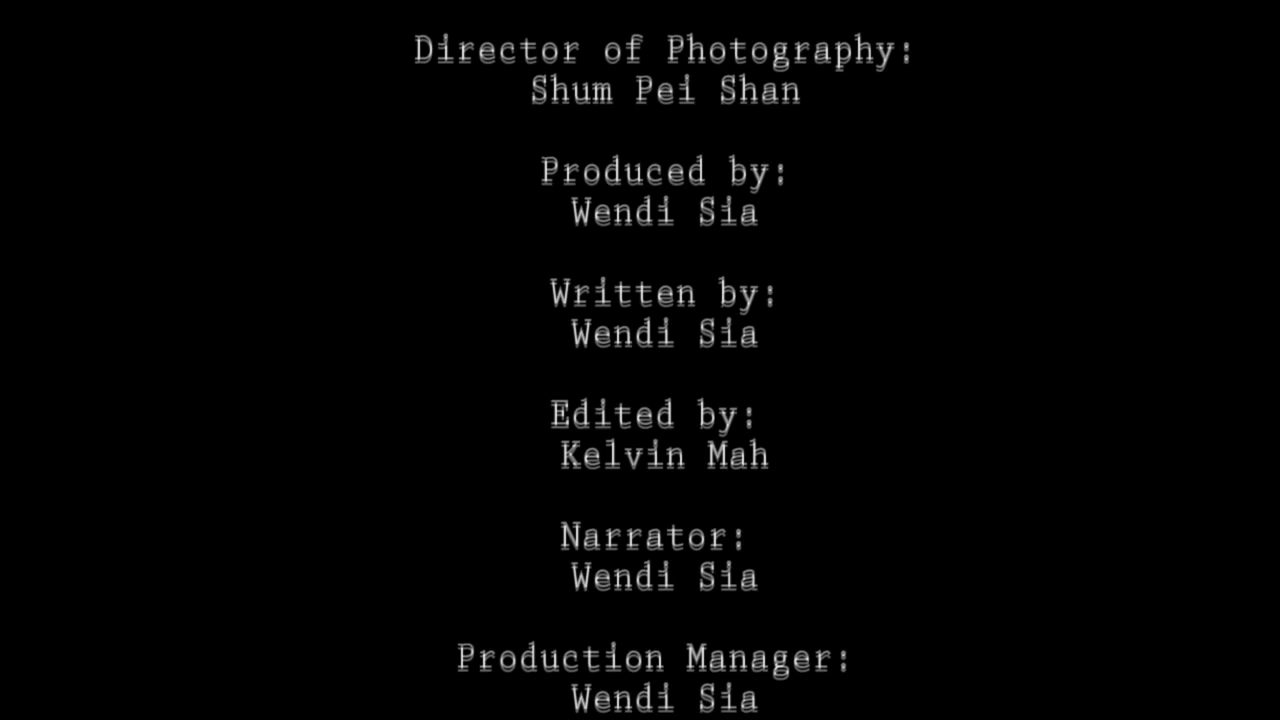 Director of Photography:
Shum Pei Shan
Produced by:
Wendi Sia
Written by:
Wendi Sia
Edited by:
Kelvin Mah
Narrator:
Wendi Sia
Production Manager:
Wendi Sia